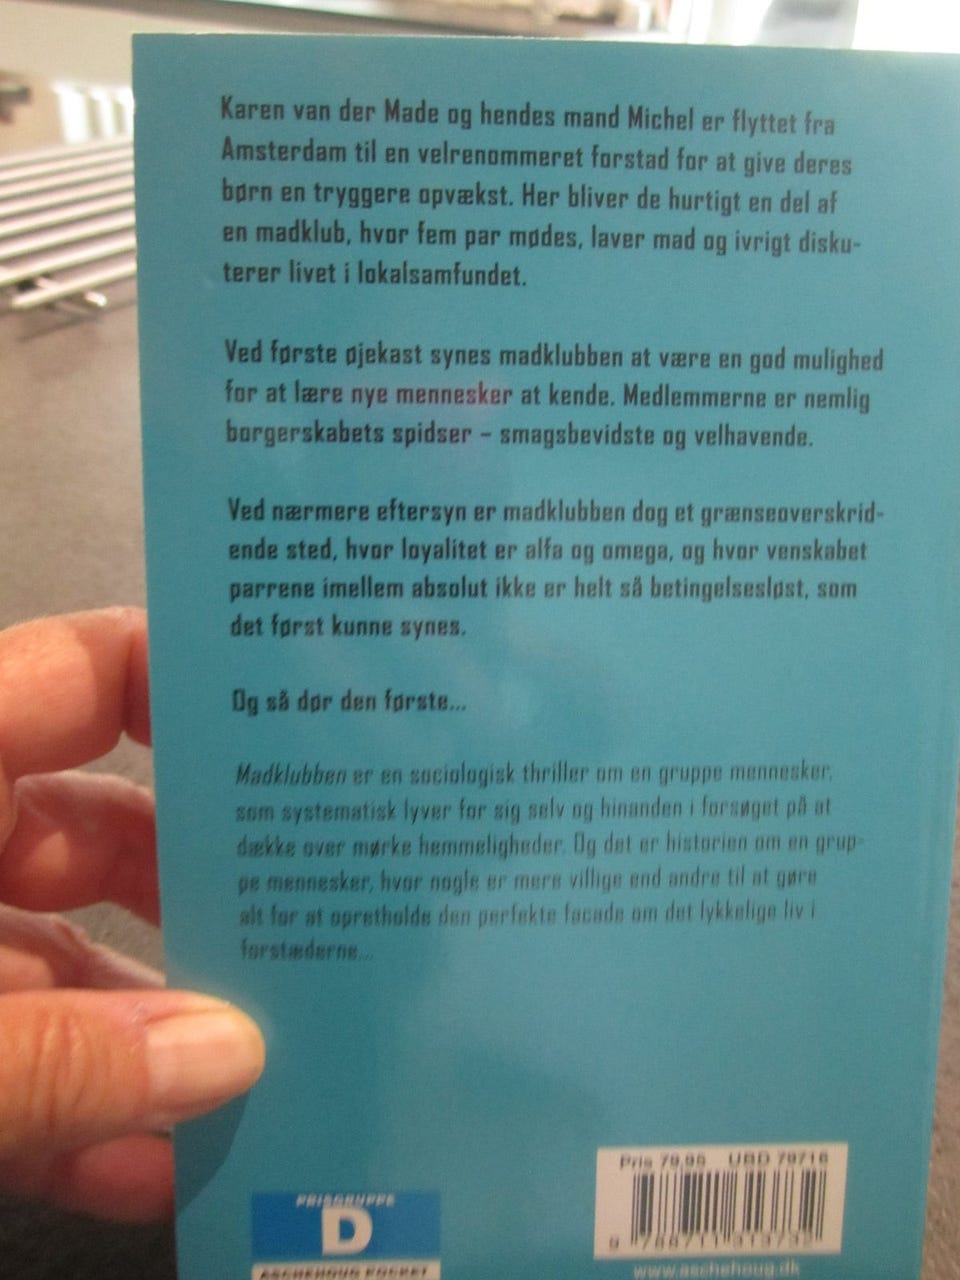 Karen van der Made og hendes mand Michel er flyttet fra
Amsterdam til en velrenommeret forstad for at give deres
børn en tryggere opvækst. Her bliver de hurtigt en del af
en madklub, hvor fem par mødes, laver mad og ivrigt disku-
terer livet i lokalsamfundet.
Ved første øjekast synes madklubben at være en god mulighed
for at lære nye mennesker at kende. Medlemmerne er nemlig
borgerskabets spidser – smagsbevidste og velhavende.
Ved nærmere eftersyn er madklubben dog et grænseoverskrid-
ende sted, hvor loyalitet er alfa og omega, og hvor venskabet
parrene imellem absolut ikke er helt så betingelsesløst, som
det først kunne synes.
Og så dør den første...
Madklubben er en sociologisk thriller om en gruppe mennesker,
som systematisk lyver for sig selv og hinanden i forsøget på at
dække over mørke hemmeligheder. Og det er historien om en grup-
pe mennesker, hvor nogle er mere villige end andre til at gøre
alt for at opretholde den perfekte facade om det lykkelige liv i
forstæderne...
Pris 79,95 UBD 79716
9 788711 313732
www.aschehoug.dk
PRISGRUPPE
D
ASCHEHOUG POCKET